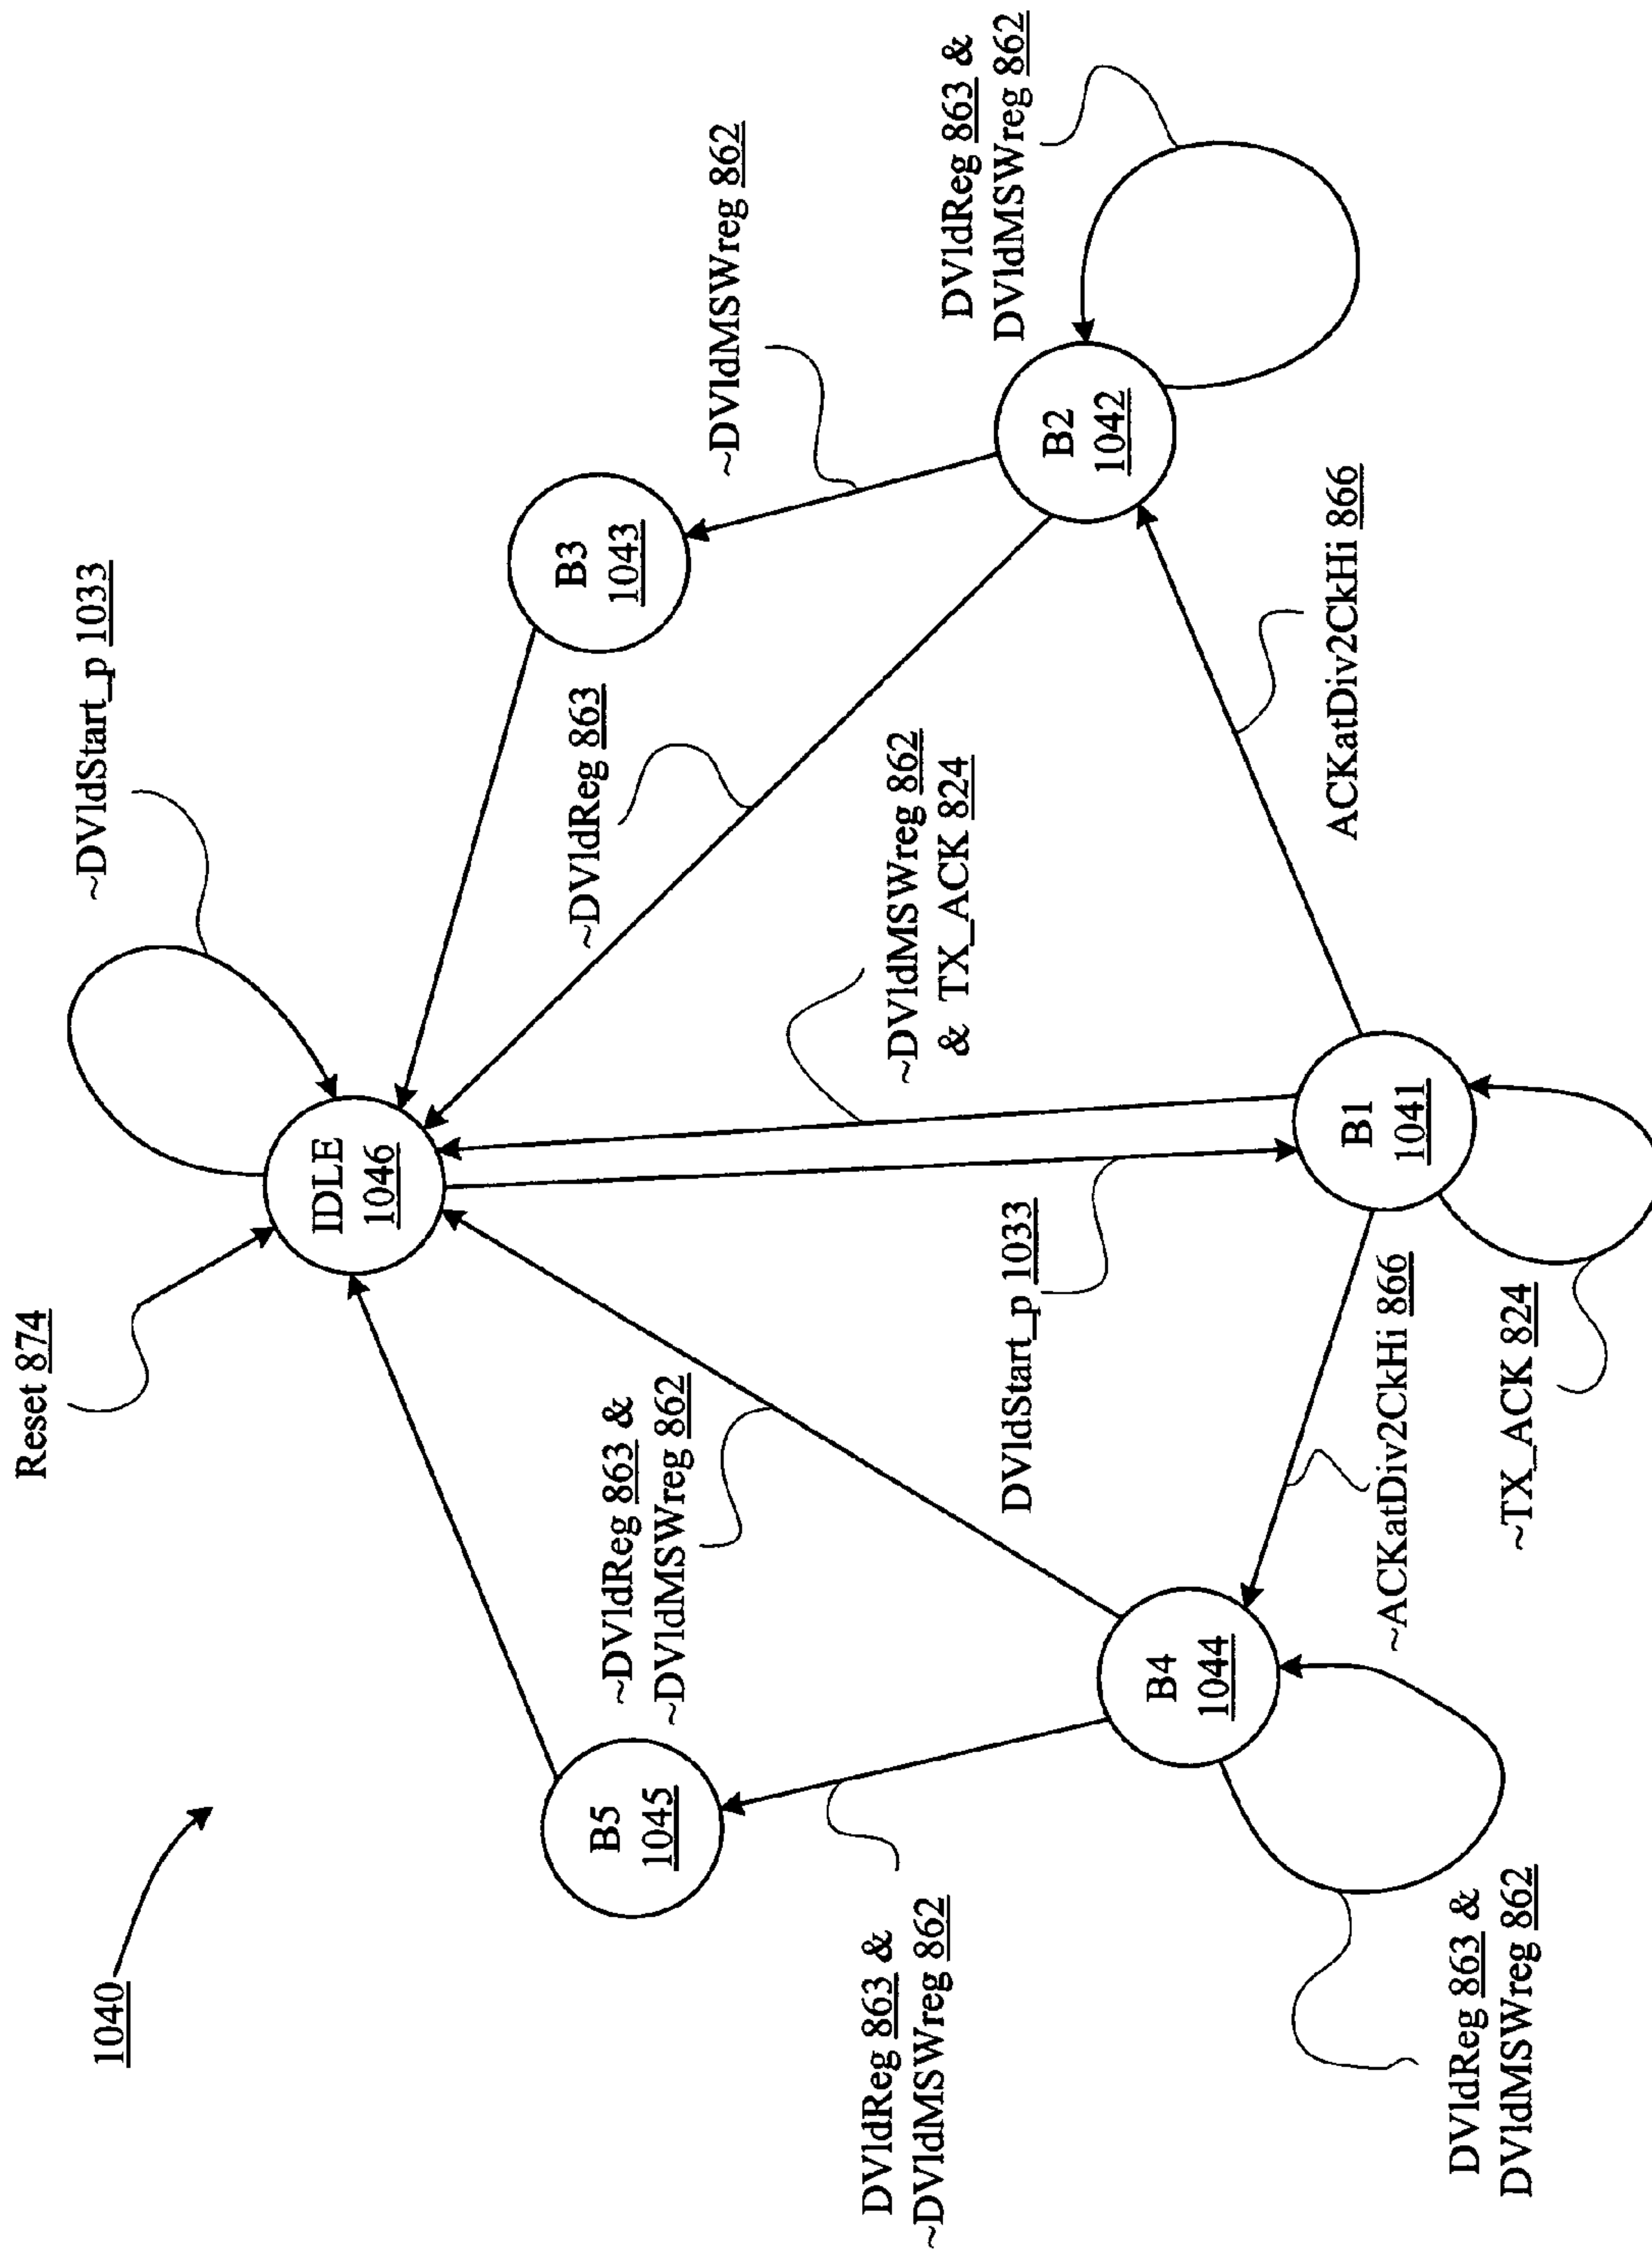 Reset 874
~DVldStart_p 1033
1040
IDLE
1046
B3
1043
~DVldReg 863
B5
1045
~DVldReg 863 &
~DVldMSWreg 862
~DVldMSWreg 862
DVldReg 863 &
~DVldMSWreg 862
~DVldMSWreg 862
& TX_ACK 824
DVldReg 863 &
DVldMSWreg 862
DVldStart_p 1033
B2
1042
B4
1044
ACKatDiv2CkHi 866
B1
1041
~ACKatDiv2CkHi 866
DVldReg 863 &
DVldMSWreg 862
~TX_ACK 824